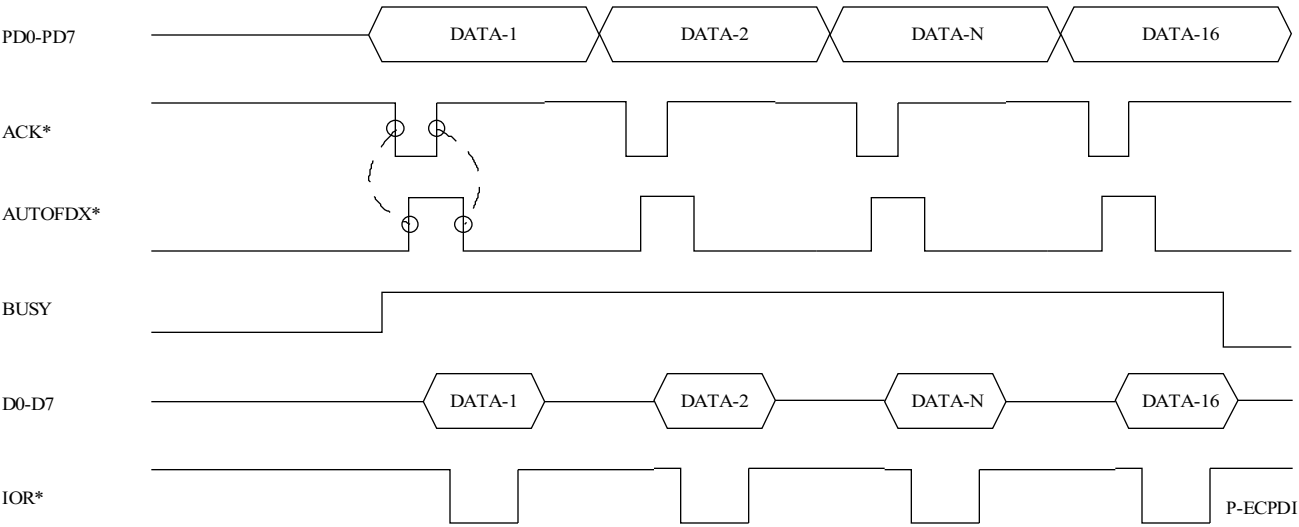 PD0-PD7 DATA-1 DATA-2 DATA-N DATA-16
ACK*
AUTOFDX*
BUSY
D0-D7 DATA-1 DATA-2 DATA-N DATA-16
IOR*
P-ECPDI